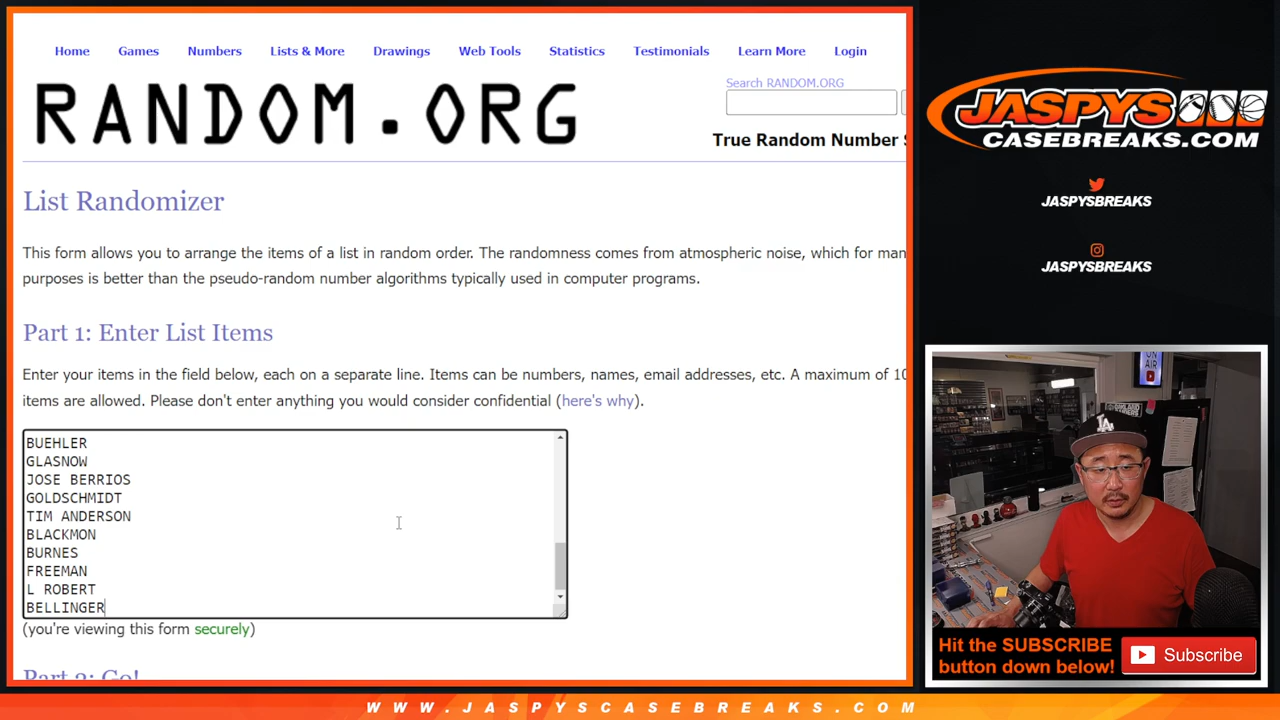 Home Games Numbers Lists & More Drawings Web Tools Statistics Testimonials Learn More Login
Search RANDOM.ORG
RANDOM.ORG
True Random Number
List Randomizer
This form allows you to arrange the items of a list in random order. The randomness comes from atmospheric noise, which for man
purposes is better than the pseudo-random number algorithms typically used in computer programs.
Part 1: Enter List Items
Enter your items in the field below, each on a separate line. Items can be numbers, names, email addresses, etc. A maximum of 10
items are allowed. Please don't enter anything you would consider confidential (here's why).
BUEHLER
GLASNOW
JOSE BERRIOS
GOLDSCHMIDT
TIM ANDERSON
BLACKMON
BURNES
FREEMAN
L ROBERT
BELLINGER
(you're viewing this form securely)
Part 2: Go!
JASPYS
CASEBREAKS.COM
JASPYSBREAKS
JASPYSBREAKS
ON
AIR
LA
Hit the SUBSCRIBE
button down below!
Subscribe
WWW.JASPYSCASEBREAKS.COM